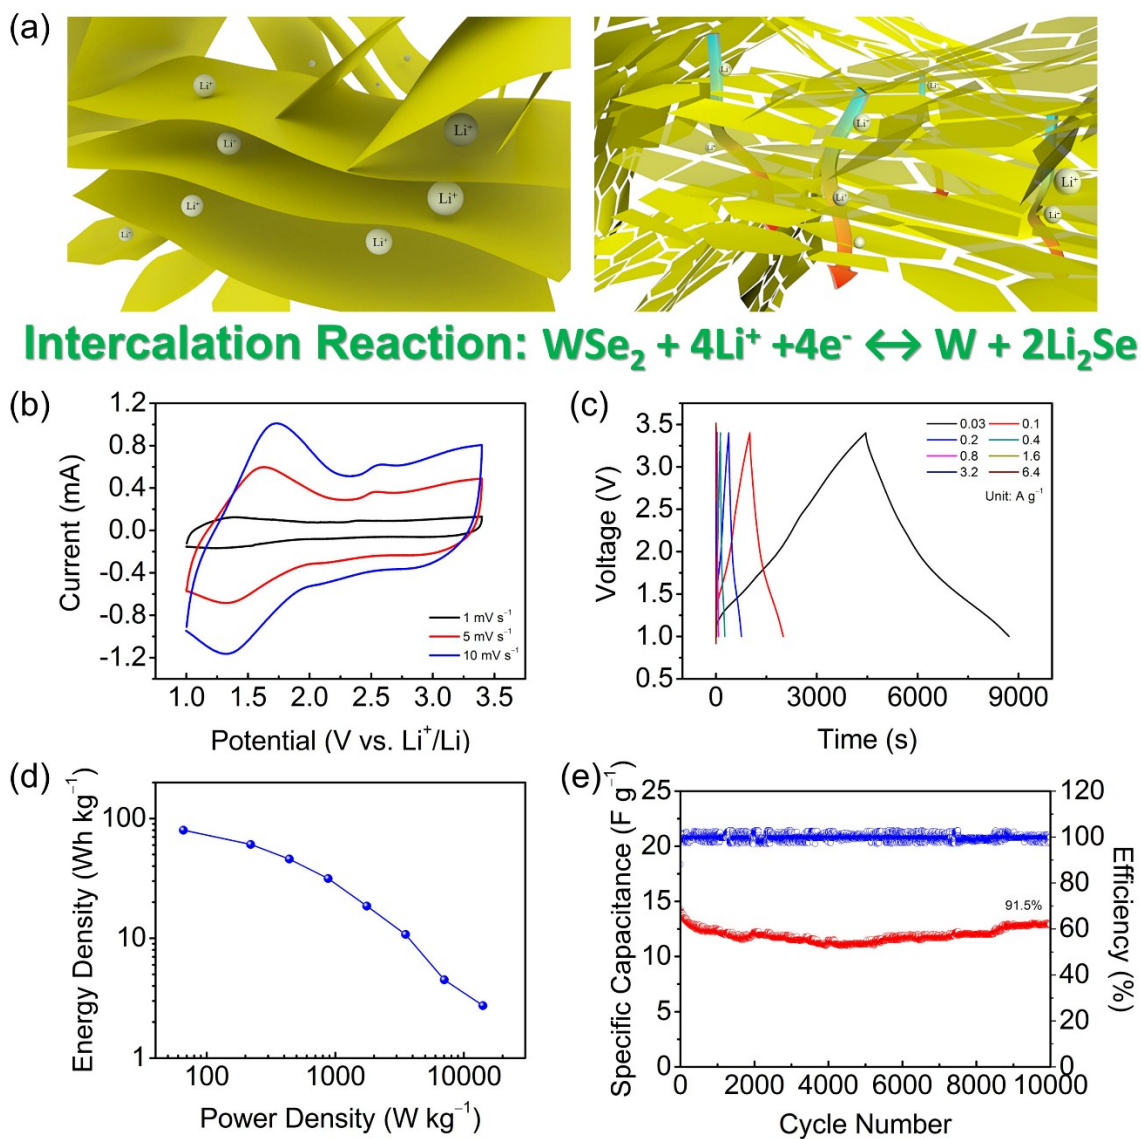 (a)
Li⁺
Li⁺
Li⁺
Li⁺
Li⁺
Li⁺
Li⁺
Li⁺
Li⁺
Li⁺
Li⁺
Li⁺
Intercalation Reaction: WSe₂ + 4Li⁺ +4e⁻ ↔ W + 2Li₂Se
(b)
1.2
0.8
0.4
0.0
-0.4
-0.8
-1.2
Current (mA)
1 mV s⁻¹
5 mV s⁻¹
10 mV s⁻¹
1.0 1.5 2.0 2.5 3.0 3.5
Potential (V vs. Li⁺/Li)
(c)
3.5
3.0
2.5
2.0
1.5
1.0
0.5
Voltage (V)
0.03 0.1
0.2 0.4
0.8 1.6
3.2 6.4
Unit: A g⁻¹
0 3000 6000 9000
Time (s)
(d)
100
10
1
Energy Density (Wh kg⁻¹)
100 1000 10000
Power Density (W kg⁻¹)
(e)
25
20
15
10
5
0
Specific Capacitance (F g⁻¹)
91.5%
120
100
80
60
40
20
0
Efficiency (%)
0 2000 4000 6000 8000 10000
Cycle Number